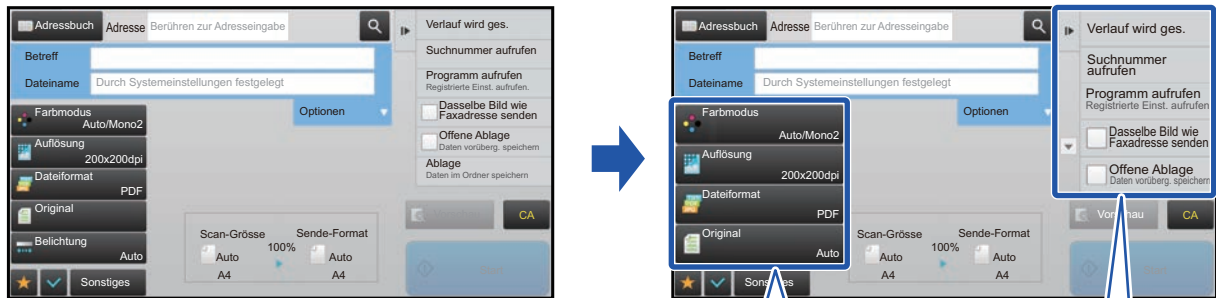 Adressbuch Adresse Berühren zur Adresseingabe
Betreff
Dateiname Durch Systemeinstellungen festgelegt
Optionen
Farbmodus
Auto/Mono2
Auflösung
200x200dpi
Dateiformat
PDF
Original
Belichtung
Auto
Sonstiges
Scan-Grösse Sende-Format
100%
Auto Auto
A4 A4
Verlauf wird ges.
Suchnummer aufrufen
Programm aufrufen
Registrierte Einst. aufrufen.
Dasselbe Bild wie
Faxadresse senden
Offene Ablage
Daten vorüberg. speichern
Ablage
Daten im Ordner speichern
CA
Adressbuch Adresse Berühren zur Adresseingabe
Betreff
Dateiname Durch Systemeinstellungen festgelegt
Optionen
Farbmodus
Auto/Mono2
Auflösung
200x200dpi
Dateiformat
PDF
Original
Auto
Scan-Grösse Sende-Format
100%
Auto Auto
A4 A4
Verlauf wird ges.
Suchnummer
aufrufen
Programm aufrufen
Registrierte Einst. aufrufen
Dasselbe Bild wie
Faxadresse senden
Offene Ablage
Daten vorüberg. speichern
CA